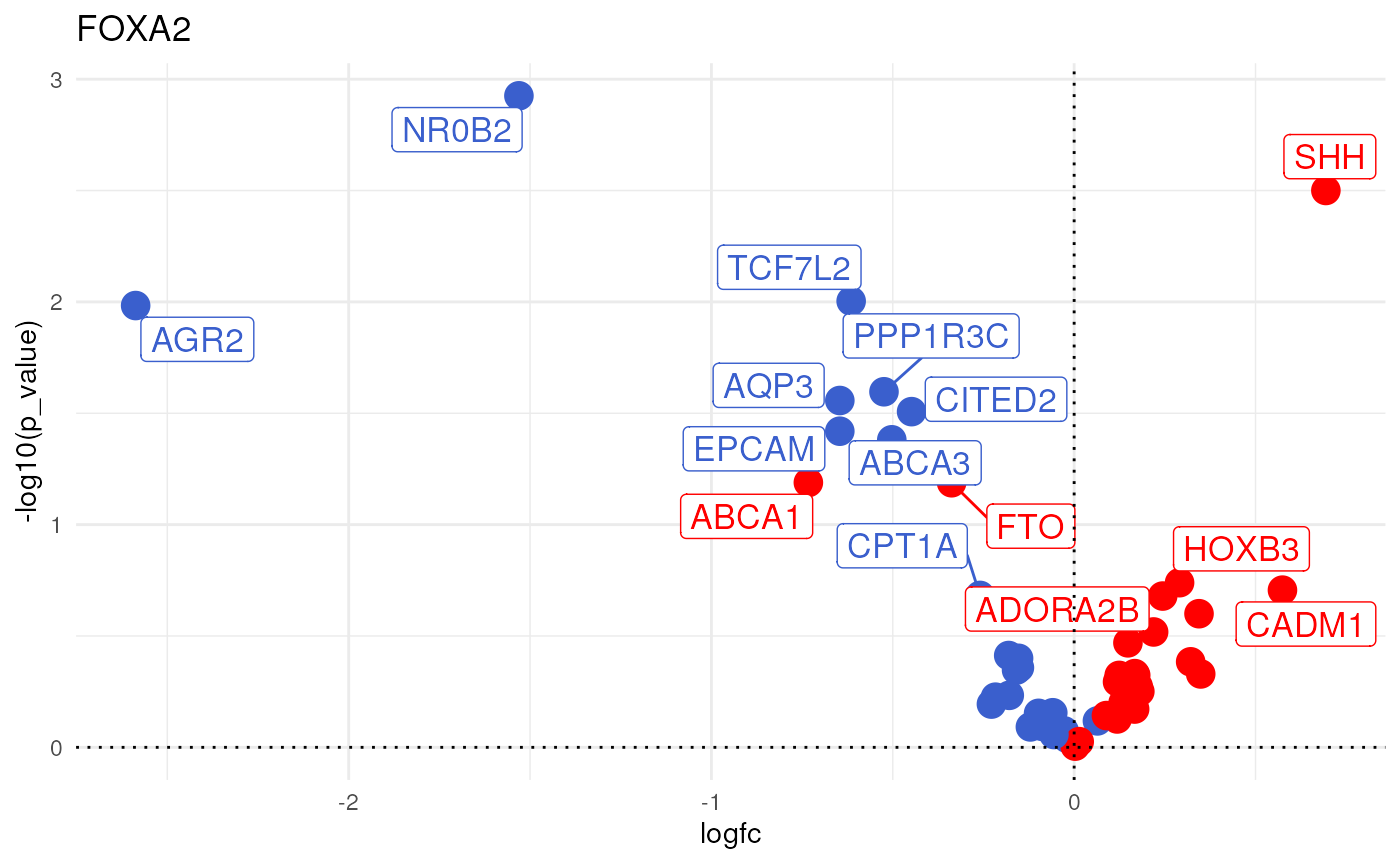 FOXA2
3
NR0B2
SHH
TCF7L2
2
AGR2
PPP1R3C
AQP3
CITED2
EPCAM
ABCA3
ABCA1
1
FTO
CPT1A
HOXB3
ADORA2B
CADM1
0
-log10(p_value)
-2
-1
0
logfc